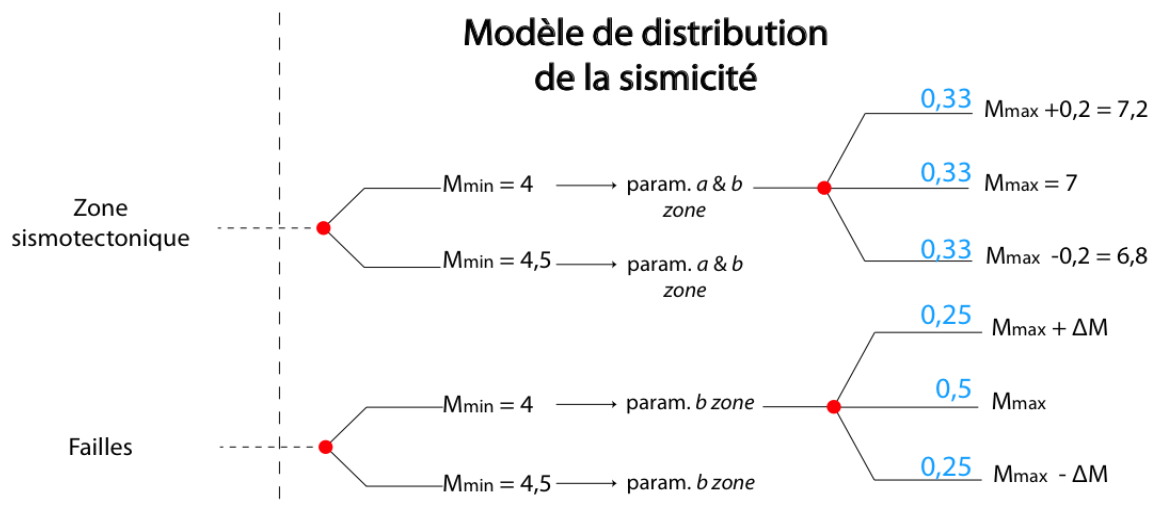 Modèle de distribution
de la sismicité
Zone
sismotectonique
Mmin = 4
param. a & b
zone
0,33
Mmax +0,2 = 7,2
0,33
Mmax = 7
0,33
Mmax -0,2 = 6,8
Mmin = 4,5
param. a & b
zone
Failles
Mmin = 4
param. b zone
0,25
Mmax + ΔM
0,5
Mmax
0,25
Mmax - ΔM
Mmin = 4,5
param. b zone